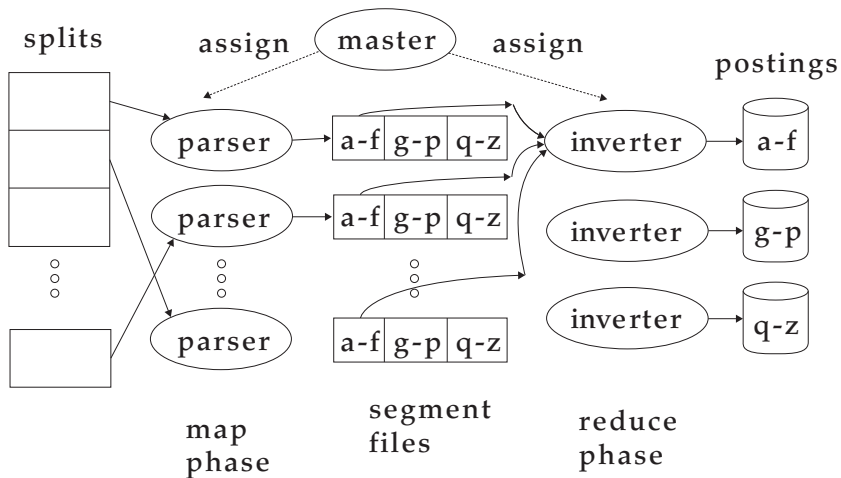 splits
assign
master
assign
postings
parser
a-f g-p q-z
inverter
a-f
parser
a-f g-p q-z
inverter
g-p
parser
a-f g-p q-z
inverter
q-z
map
phase
segment
files
reduce
phase